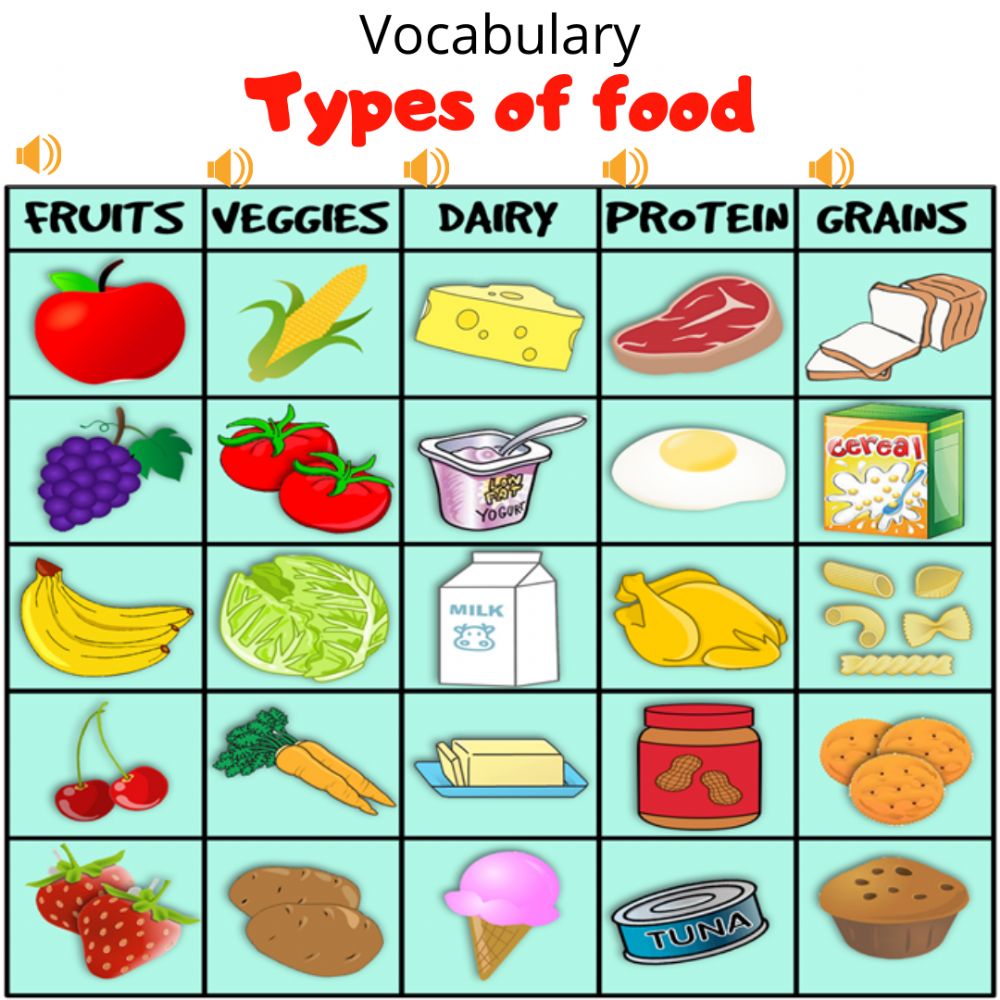 Vocabulary
Types of food
FRUITS VEGGIES DAIRY PROTEIN GRAINS
cereal
LOW
FAT
YOGURT
MILK
TUNA